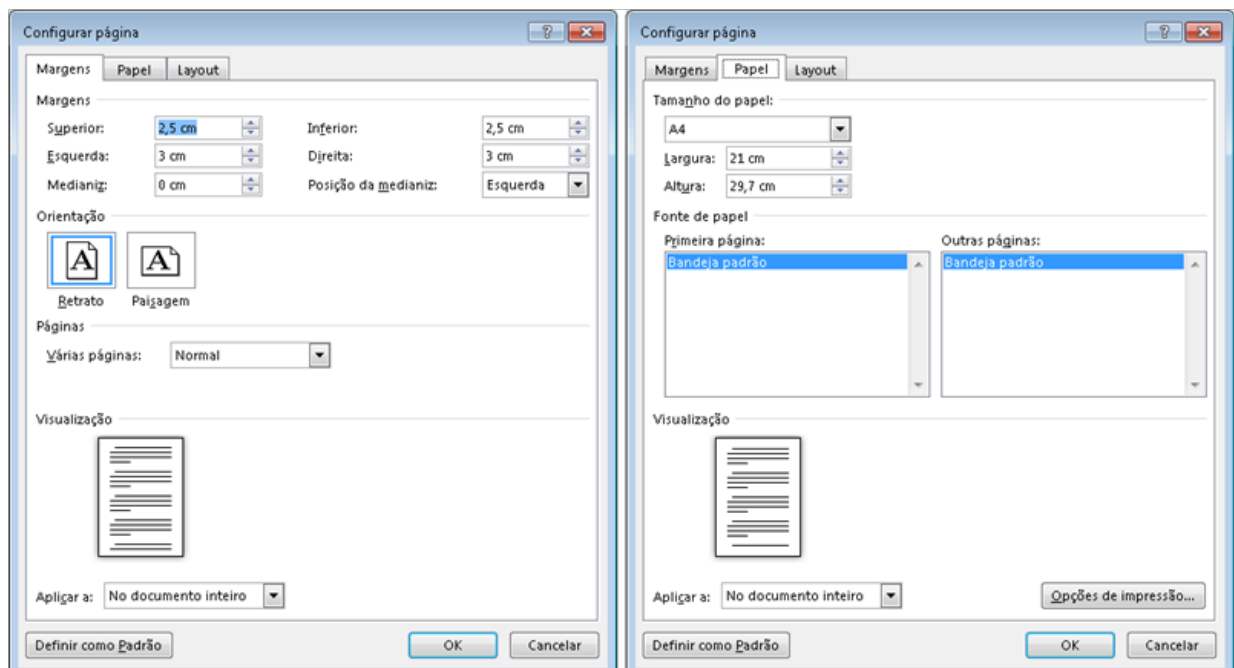 Configurar página
Margens Papel Layout
Margens
Superior: 2,5 cm Inferior: 2,5 cm
Esquerda: 3 cm Direita: 3 cm
Medianiz: 0 cm Posição da medianiz: Esquerda
Orientação
A A
Retrato Paisagem
Páginas
Várias páginas: Normal
Visualização
Aplicar a: No documento inteiro
Definir como Padrão OK Cancelar
Configurar página
Margens Papel Layout
Tamanho do papel:
A4
Largura: 21 cm
Altura: 29,7 cm
Fonte de papel
Primeira página: Outras páginas:
Bandeja padrão Bandeja padrão
Visualização
Aplicar a: No documento inteiro Opções de impressão...
Definir como Padrão OK Cancelar